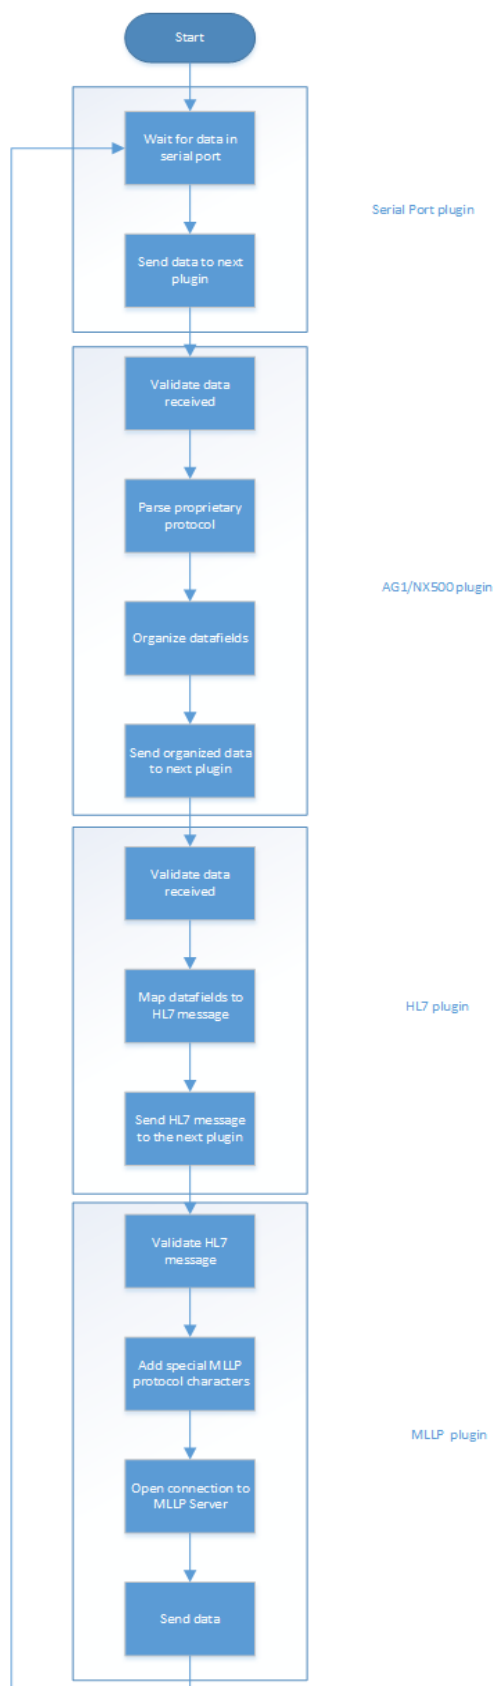 Start
Wait for data in
serial port
Serial Port plugin
Send data to next
plugin
Validate data
received
Parse proprietary
protocol
AG1/NX500 plugin
Organize datafields
Send organized data
to next plugin
Validate data
received
Map datafields to
HL7 message
HL7 plugin
Send HL7 message
to the next plugin
Validate HL7
message
Add special MLLP
protocol characters
MLLP plugin
Open connection to
MLLP Server
Send data